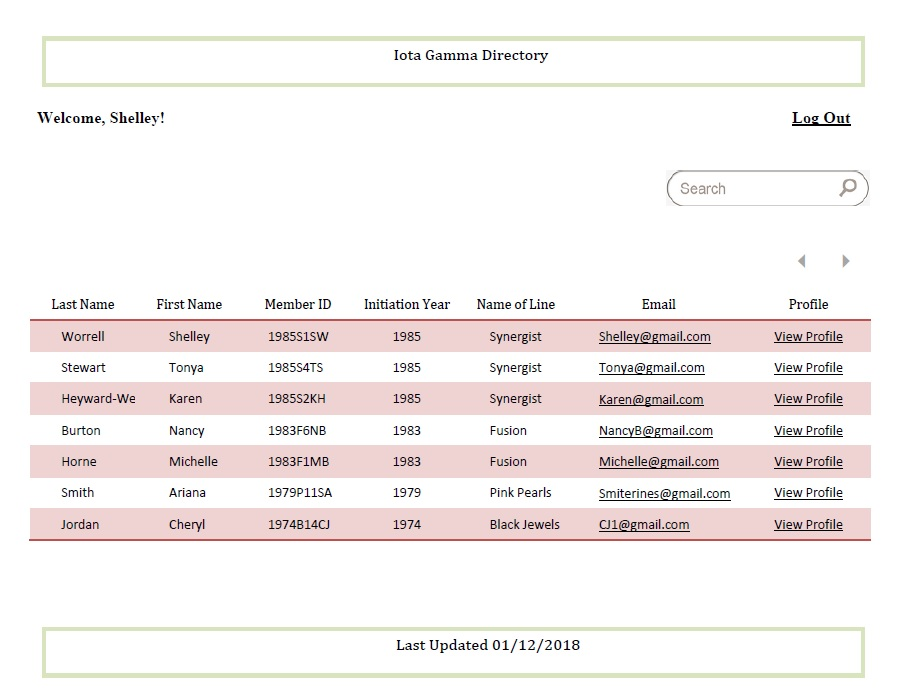 Iota Gamma Directory
Welcome, Shelley! Log Out
Search
Last Name First Name Member ID Initiation Year Name of Line Email Profile
Worrell Shelley 1985S1SW 1985 Synergist Shelley@gmail.com View Profile
Stewart Tonya 1985S4TS 1985 Synergist Tonya@gmail.com View Profile
Heyward-We Karen 1985S2KH 1985 Synergist Karen@gmail.com View Profile
Burton Nancy 1983F6NB 1983 Fusion NancyB@gmail.com View Profile
Horne Michelle 1983F1MB 1983 Fusion Michelle@gmail.com View Profile
Smith Ariana 1979P11SA 1979 Pink Pearls Smiterines@gmail.com View Profile
Jordan Cheryl 1974B14CJ 1974 Black Jewels CJ1@gmail.com View Profile
Last Updated 01/12/2018